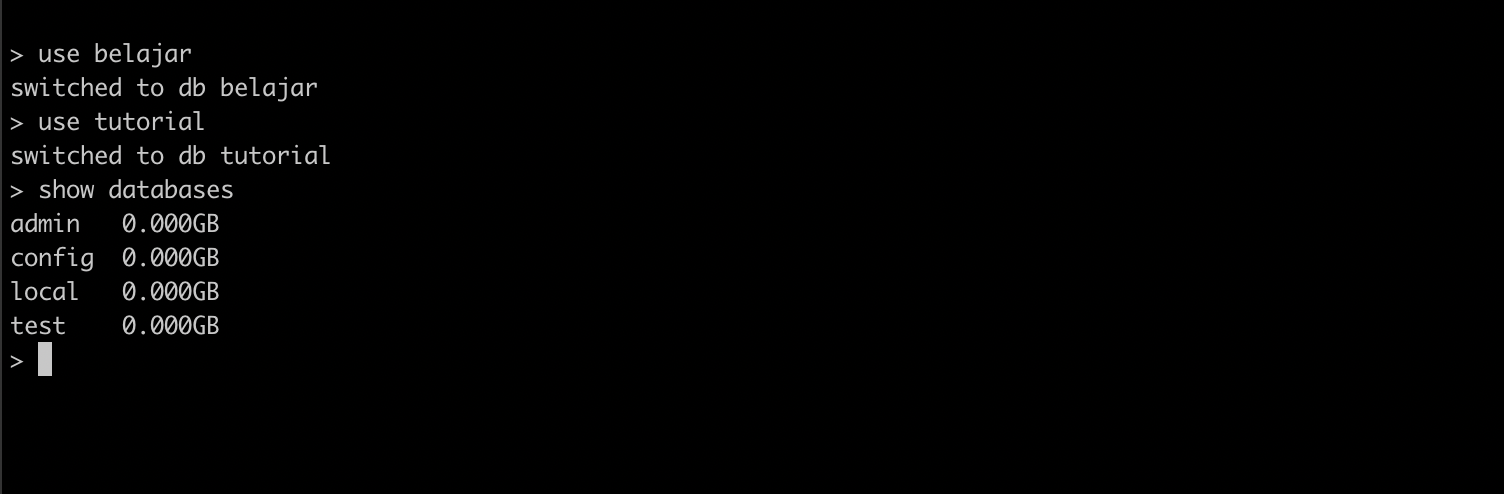 > use belajar
switched to db belajar
> use tutorial
switched to db tutorial
> show databases
admin   0.000GB
config  0.000GB
local   0.000GB
test    0.000GB
>